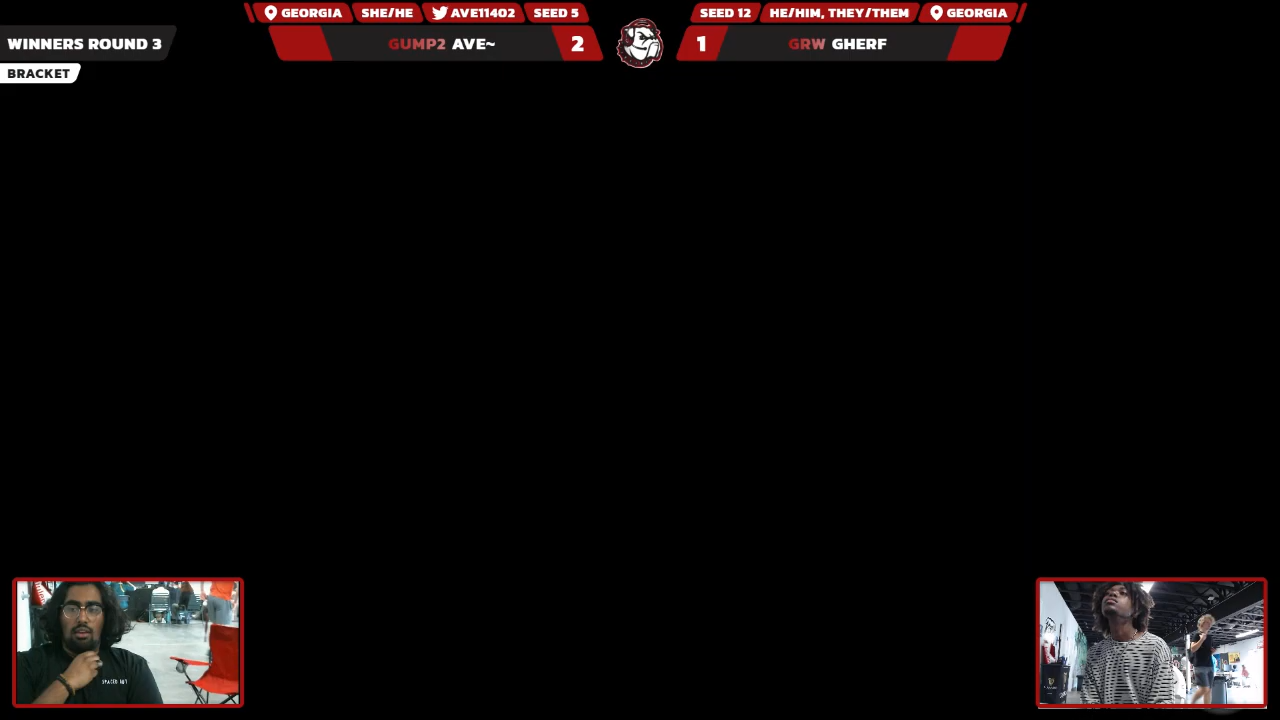 GEORGIA SHE/HE AVE11402 SEED 5 SEED 12 HE/HIM, THEY/THEM GEORGIA
WINNERS ROUND 3 GUMP2 AVE~ 2 1 GRW GHERF
BRACKET